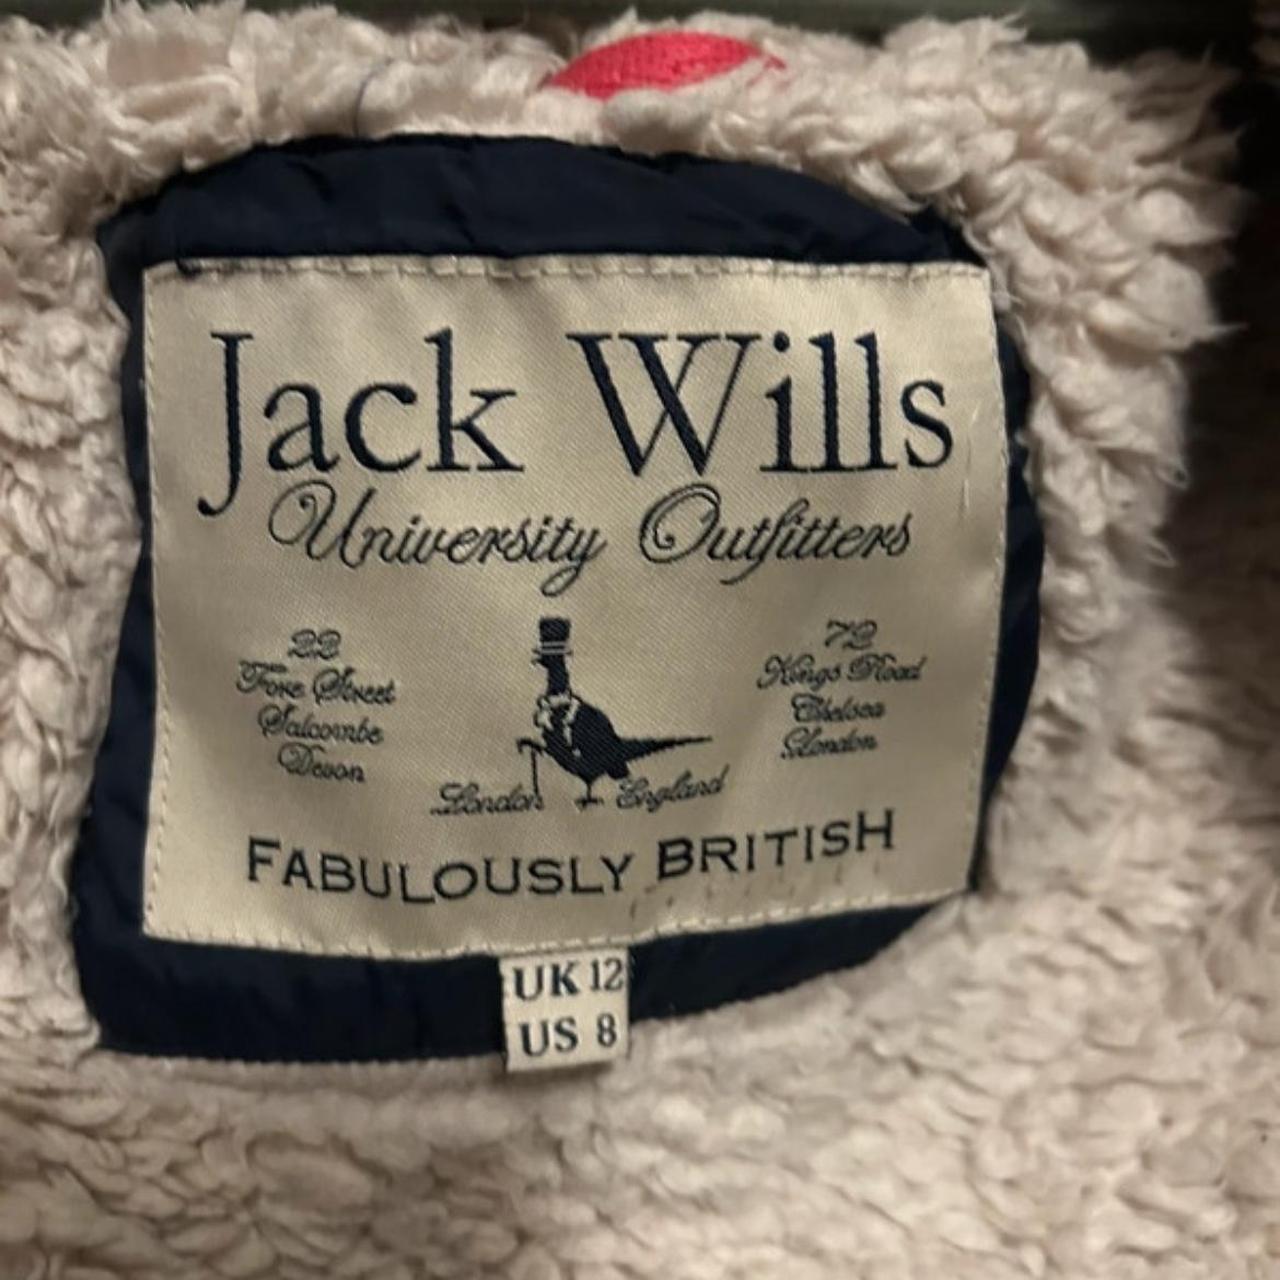 Jack Wills
University Outfitters
22
Fore Street
Salcombe
Devon
72
Kings Road
Chelsea
London
London England
FABULOUSLY BRITISH
UK 12
US 8